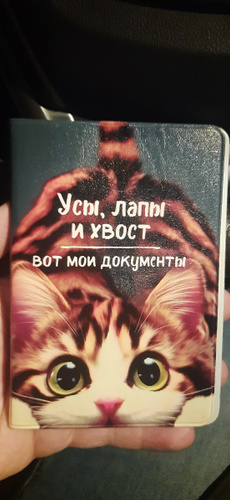 Усы, лапы
и хвост
вот мои документы